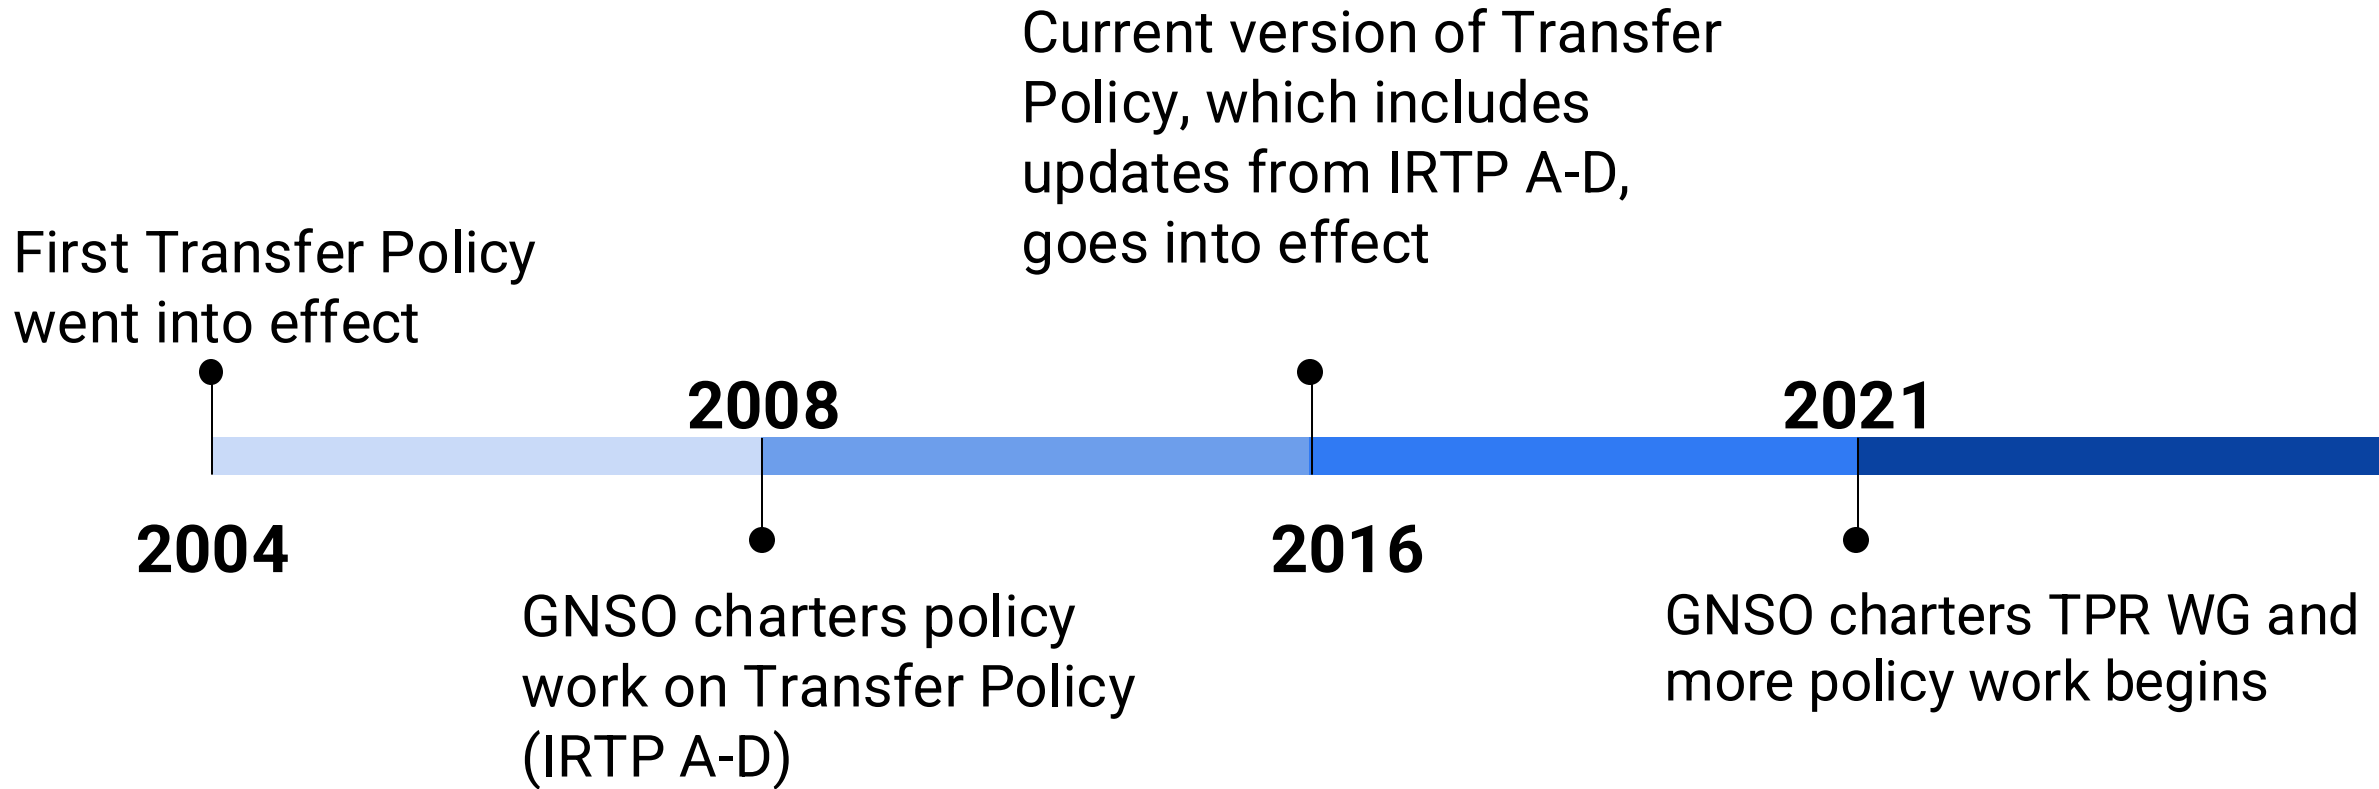 First Transfer Policy
went into effect
2004
2008
GNSO charters policy
work on Transfer Policy
(IRTP A-D)
Current version of Transfer
Policy, which includes
updates from IRTP A-D,
goes into effect
2016
2021
GNSO charters TPR WG and
more policy work begins